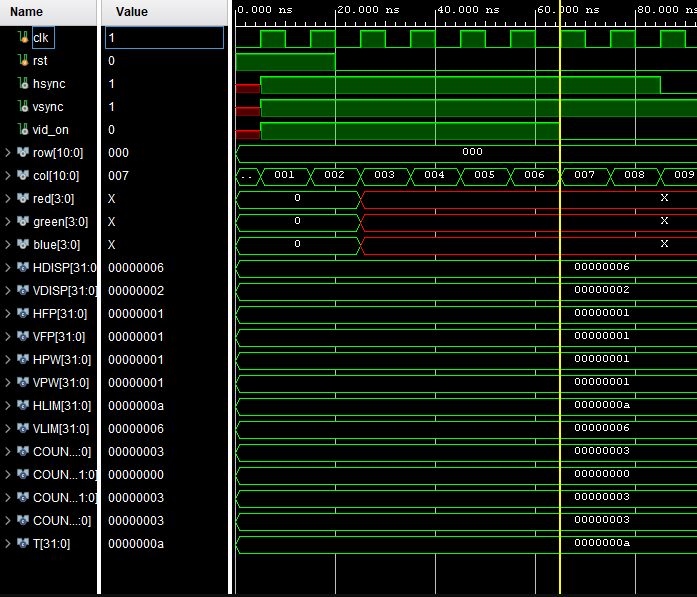 Name Value 0.000 ns 20.000 ns 40.000 ns 60.000 ns 80.000 ns
clk 1
rst 0
hsync 1
vsync 1
vid_on 0
row[10:0] 000 000
col[10:0] 007 .. 001 002 003 004 005 006 007 008 009
red[3:0] X 0 X
green[3:0] X 0 X
blue[3:0] X 0 X
HDISP[31:0 00000006 00000006
VDISP[31:0] 00000002 00000002
HFP[31:0] 00000001 00000001
VFP[31:0] 00000001 00000001
HPW[31:0] 00000001 00000001
VPW[31:0] 00000001 00000001
HLIM[31:0] 0000000a 0000000a
VLIM[31:0] 00000006 00000006
COUN...:0] 00000003 00000003
COUN...1:0] 00000000 00000000
COUN...1:0] 00000003 00000003
COUN...:0] 00000003 00000003
T[31:0] 0000000a 0000000a